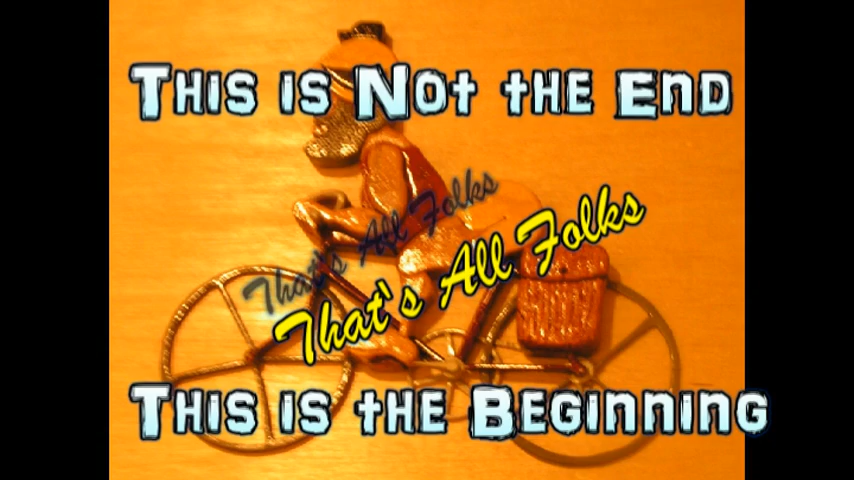 This is Not the End
That's All Folks
That's All Folks
This is the Beginning